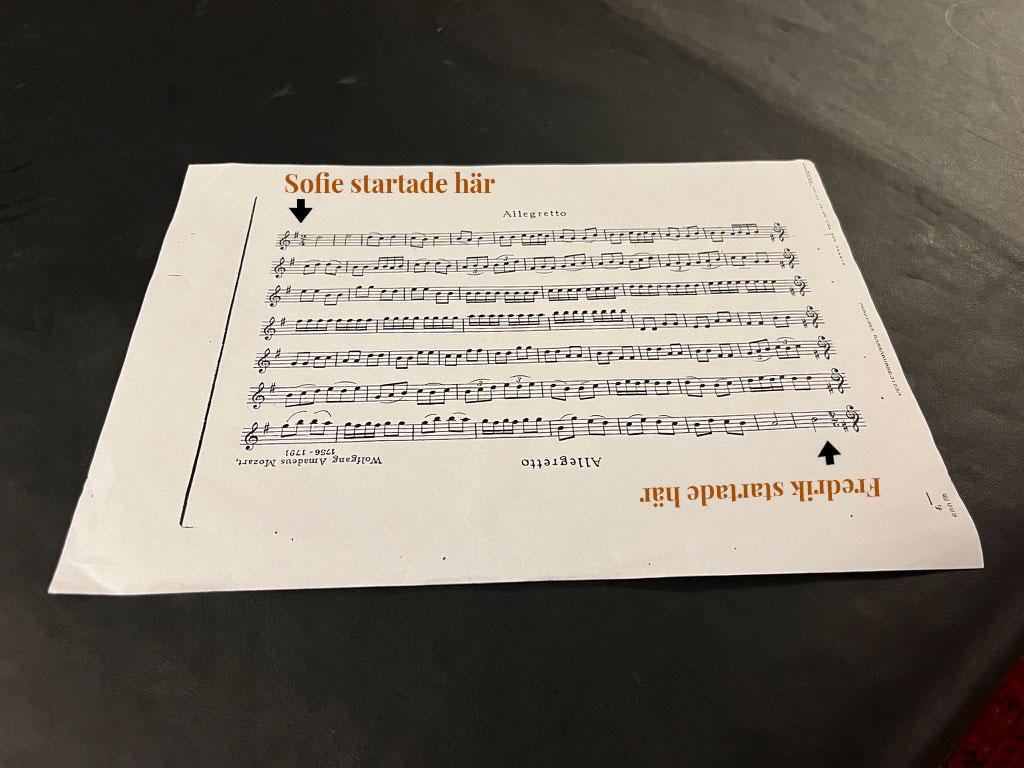 Sofie startade här
Allegretto
Wolfgang Amadeus Mozart,
1756 - 1791
Allegretto
Fredrik startade här